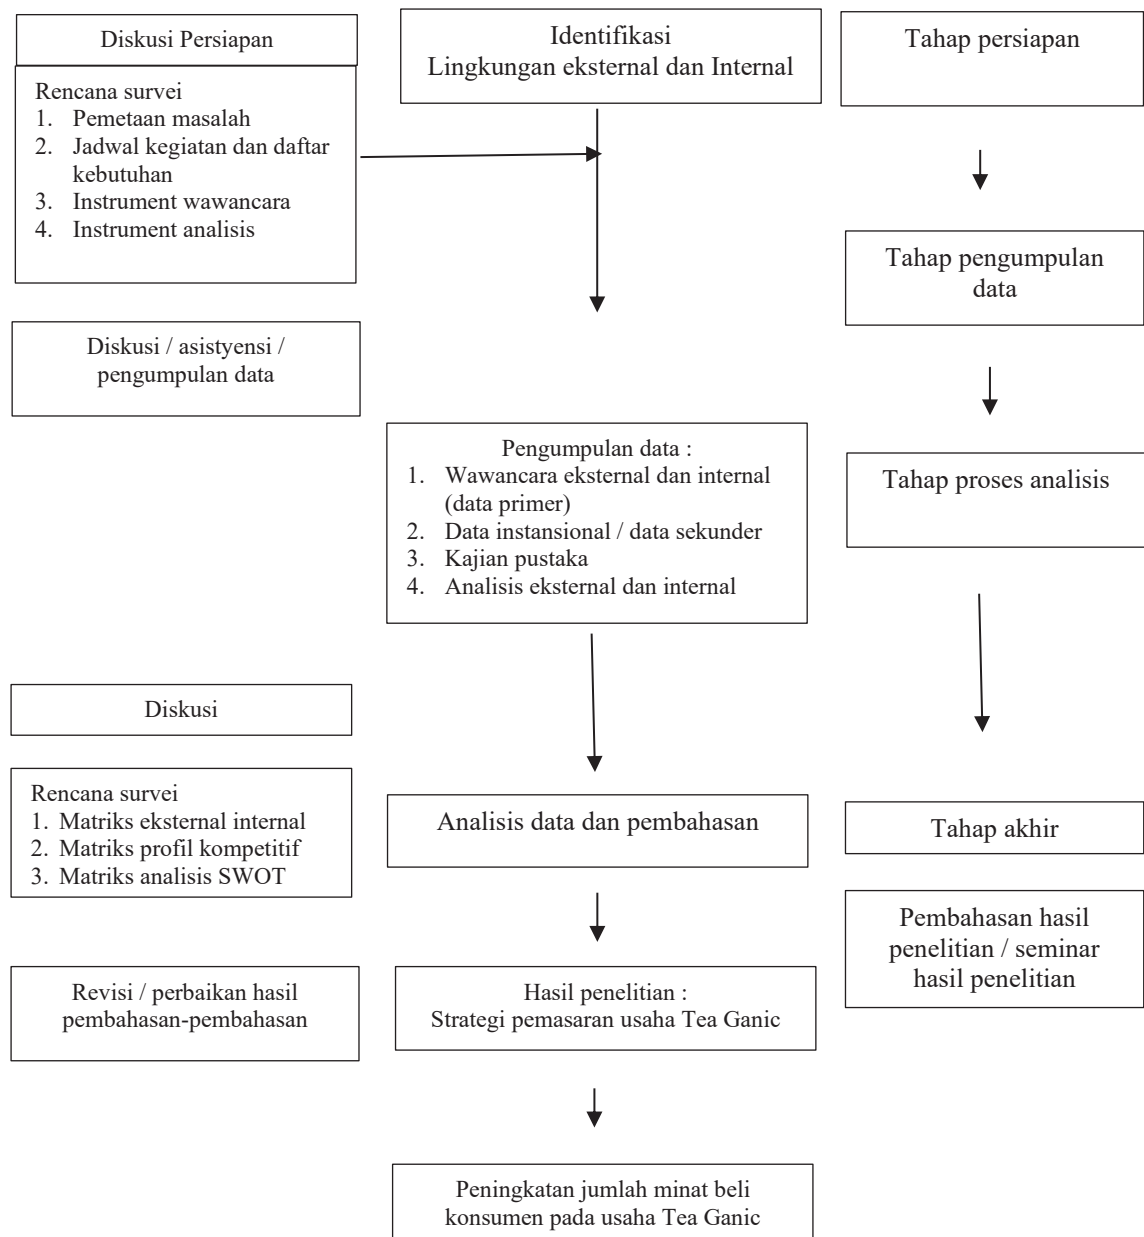 Diskusi Persiapan
Rencana survei
1. Pemetaan masalah
2. Jadwal kegiatan dan daftar
kebutuhan
3. Instrument wawancara
4. Instrument analisis
Diskusi / asistyensi /
pengumpulan data
Diskusi
Rencana survei
1. Matriks eksternal internal
2. Matriks profil kompetitif
3. Matriks analisis SWOT
Revisi / perbaikan hasil
pembahasan-pembahasan
Identifikasi
Lingkungan eksternal dan Internal
Pengumpulan data :
1. Wawancara eksternal dan internal
(data primer)
2. Data instansional / data sekunder
3. Kajian pustaka
4. Analisis eksternal dan internal
Analisis data dan pembahasan
Hasil penelitian :
Strategi pemasaran usaha Tea Ganic
Peningkatan jumlah minat beli
konsumen pada usaha Tea Ganic
Tahap persiapan
Tahap pengumpulan
data
Tahap proses analisis
Tahap akhir
Pembahasan hasil
penelitian / seminar
hasil penelitian